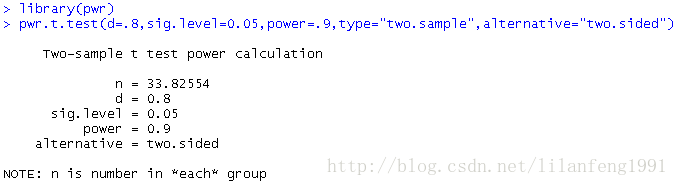 > library(pwr)
> pwr.t.test(d=.8,sig.level=0.05,power=.9,type="two.sample",alternative="two.sided")
Two-sample t test power calculation
n = 33.82554
d = 0.8
sig.level = 0.05
power = 0.9
alternative = two.sided
NOTE: n is number in *each* group
http://blog.csdn.net/lilanfeng1991